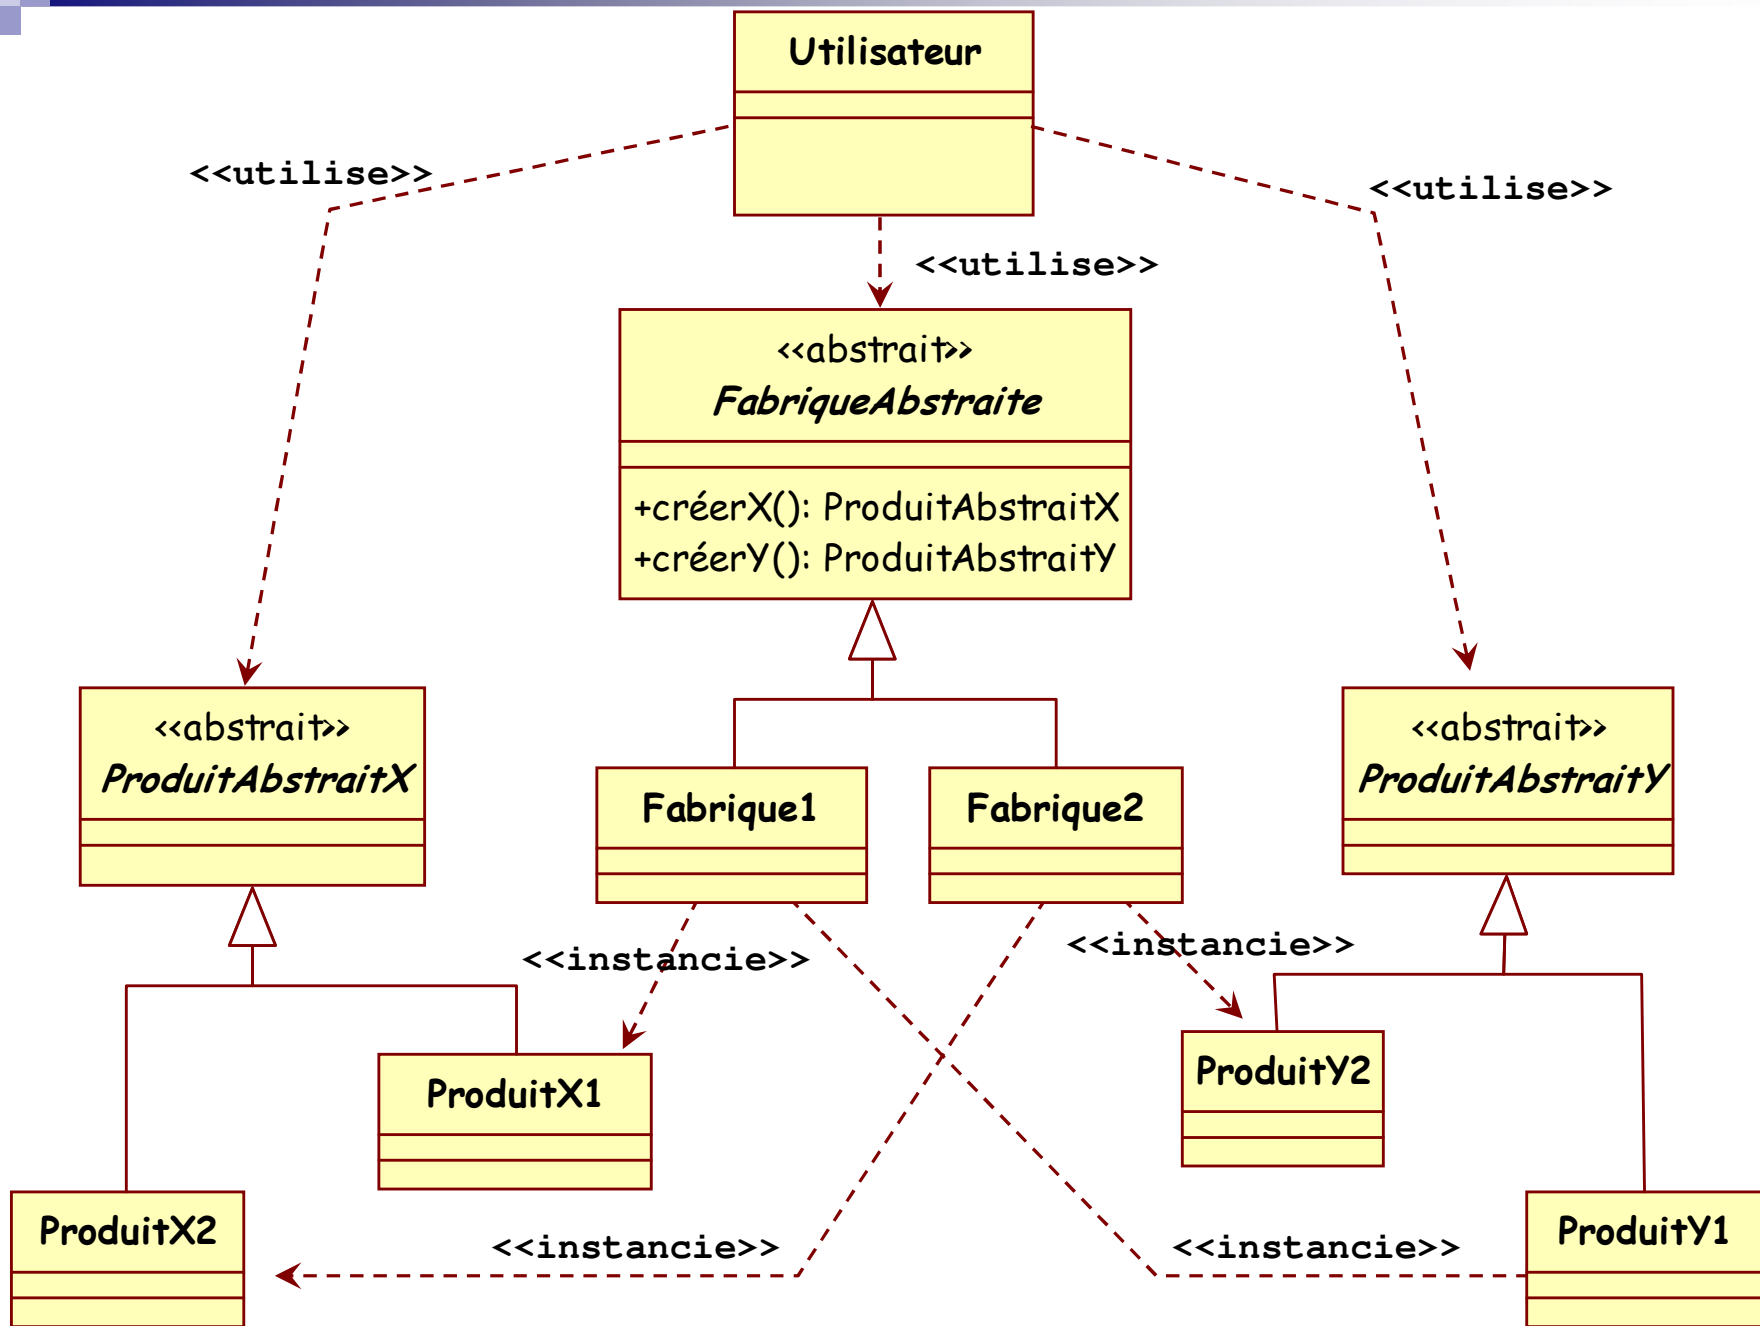 Utilisateur
<<utilise>>
<<utilise>>
<<utilise>>
<<abstrait>>
FabriqueAbstraite
+créerX(): ProduitAbstraitX
+créerY(): ProduitAbstraitY
<<abstrait>>
ProduitAbstraitX
Fabrique1
Fabrique2
<<abstrait>>
ProduitAbstraitY
<<instancie>>
<<instancie>>
ProduitX1
ProduitY2
ProduitX2
<<instancie>>
<<instancie>>
ProduitY1